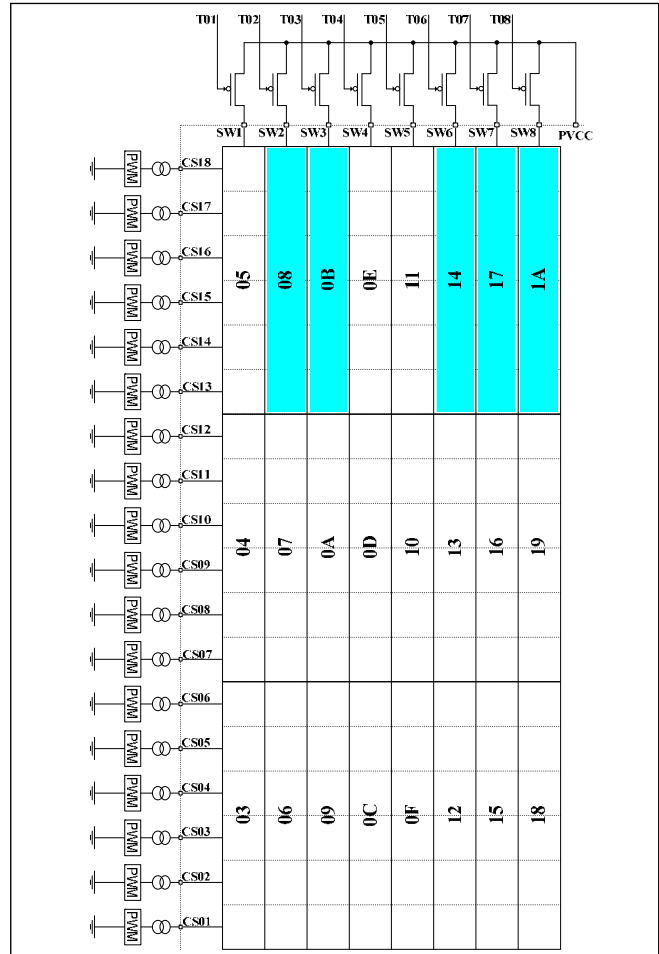 T01 T02 T03 T04 T05 T06 T07 T08
SW1 SW2 SW3 SW4 SW5 SW6 SW7 SW8 PVCC
PWM CS18
PWM CS17
PWM CS16
PWM CS15
05 08 0B 0E 11 14 17 1A
PWM CS14
PWM CS13
PWM CS12
PWM CS11
PWM CS10
PWM CS09
04 07 0A 0D 10 13 16 19
PWM CS08
PWM CS07
PWM CS06
PWM CS05
PWM CS04
PWM CS03
03 06 09 0C 0F 12 15 18
PWM CS02
PWM CS01